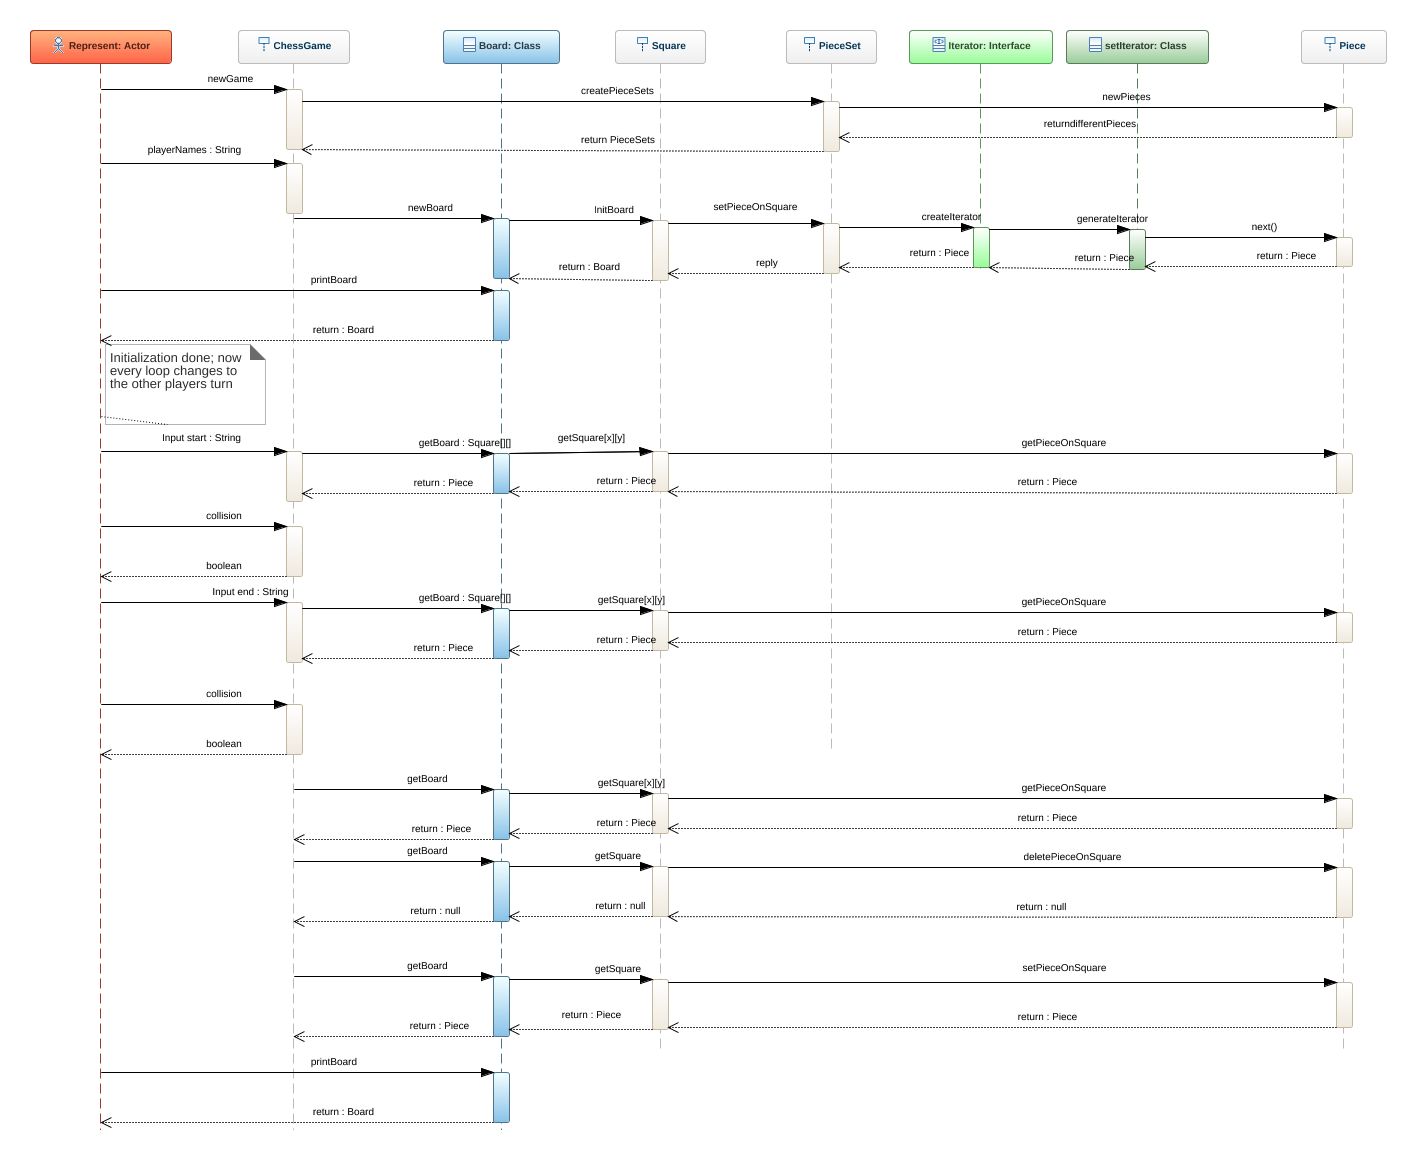 Represent: Actor
ChessGame
Board: Class
Square
PieceSet
Iterator: Interface
setIterator: Class
Piece
newGame
createPieceSets
newPieces
returndifferentPieces
return PieceSets
playerNames : String
newBoard
InitBoard
setPieceOnSquare
createIterator
generateIterator
next()
return : Board
reply
return : Piece
return : Piece
return : Piece
printBoard
return : Board
Initialization done; now
every loop changes to
the other players turn
Input start : String
getBoard : Square[][]
getSquare[x][y]
getPieceOnSquare
return : Piece
return : Piece
return : Piece
collision
boolean
Input end : String
getBoard : Square[][]
getSquare[x][y]
getPieceOnSquare
return : Piece
return : Piece
return : Piece
collision
boolean
getBoard
getSquare[x][y]
getPieceOnSquare
return : Piece
return : Piece
return : Piece
getBoard
getSquare
deletePieceOnSquare
return : null
return : null
return : null
getBoard
getSquare
setPieceOnSquare
return : Piece
return : Piece
return : Piece
printBoard
return : Board